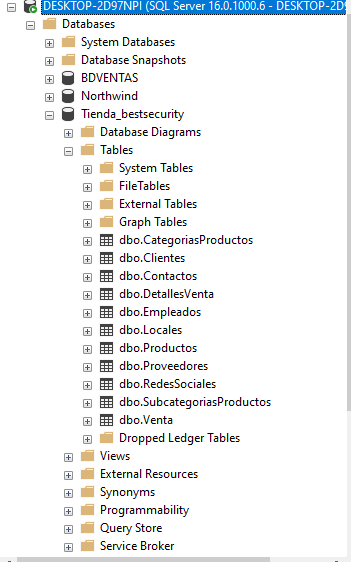 DESKTOP-2D97NPI (SQL Server 16.0.1000.6 - DESKTOP-2D9
Databases
System Databases
Database Snapshots
BDVENTAS
Northwind
Tienda_bestsecurity
Database Diagrams
Tables
System Tables
FileTables
External Tables
Graph Tables
dbo.CategoriasProductos
dbo.Clientes
dbo.Contactos
dbo.DetallesVenta
dbo.Empleados
dbo.Locales
dbo.Productos
dbo.Proveedores
dbo.RedesSociales
dbo.SubcategoriasProductos
dbo.Venta
Dropped Ledger Tables
Views
External Resources
Synonyms
Programmability
Query Store
Service Broker